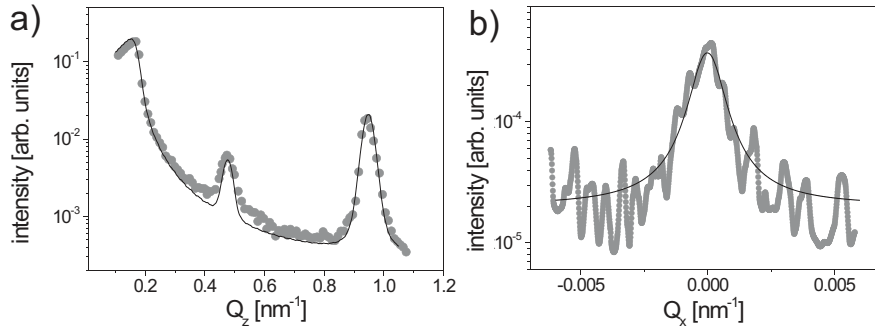 a)
intensity [arb. units]
10⁻¹
10⁻²
10⁻³
0.2 0.4 0.6 0.8 1.0 1.2
Q_z [nm⁻¹]
b)
intensity [arb. units]
10⁻⁴
10⁻⁵
-0.005 0.000 0.005
Q_x [nm⁻¹]